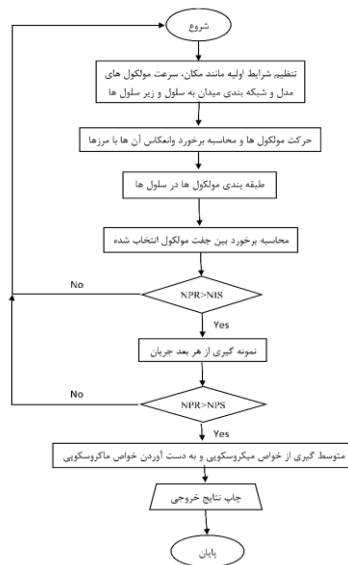 شروع
تنظیم شرایط اولیه مانند مکان، سرعت مولکول های
مدل و شبکه بندی میدان به سلول و زیر سلول ها
حرکت مولکول ها و محاسبه برخورد وانعکاس آن ها با مرزها
طبقه بندی مولکول ها در سلول ها
محاسبه برخورد بین جفت مولکول انتخاب شده
No
NPR>NIS
Yes
نمونه گیری از هر بعد جریان
No
NPR>NPS
Yes
متوسط گیری از خواص میکروسکوپی و به دست آوردن خواص ماکروسکوپی
چاپ نتایج خروجی
پایان